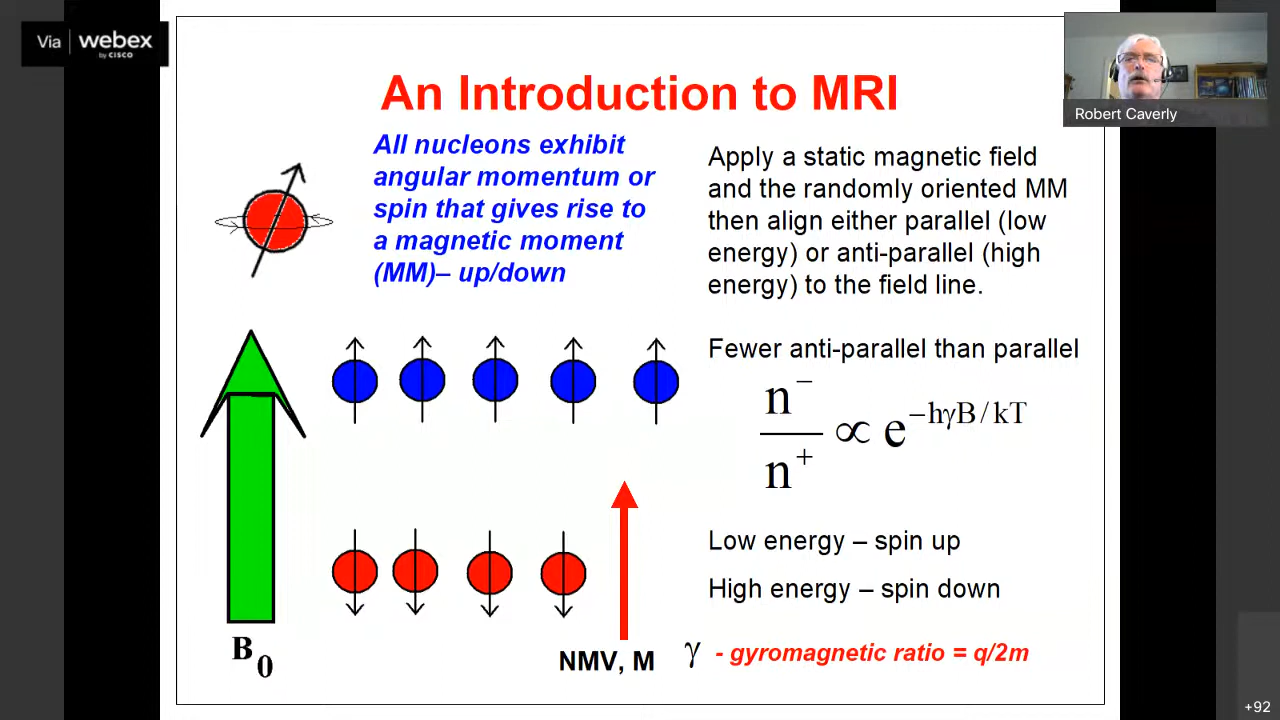 Via webex
by CISCO
Robert Caverly
An Introduction to MRI
All nucleons exhibit
angular momentum or
spin that gives rise to
a magnetic moment
(MM)– up/down
Apply a static magnetic field
and the randomly oriented MM
then align either parallel (low
energy) or anti-parallel (high
energy) to the field line.
Fewer anti-parallel than parallel
n⁻/n⁺ ∝ e^(−hγB/kT)
Low energy – spin up
High energy – spin down
B₀
NMV, M
γ - gyromagnetic ratio = q/2m
+92